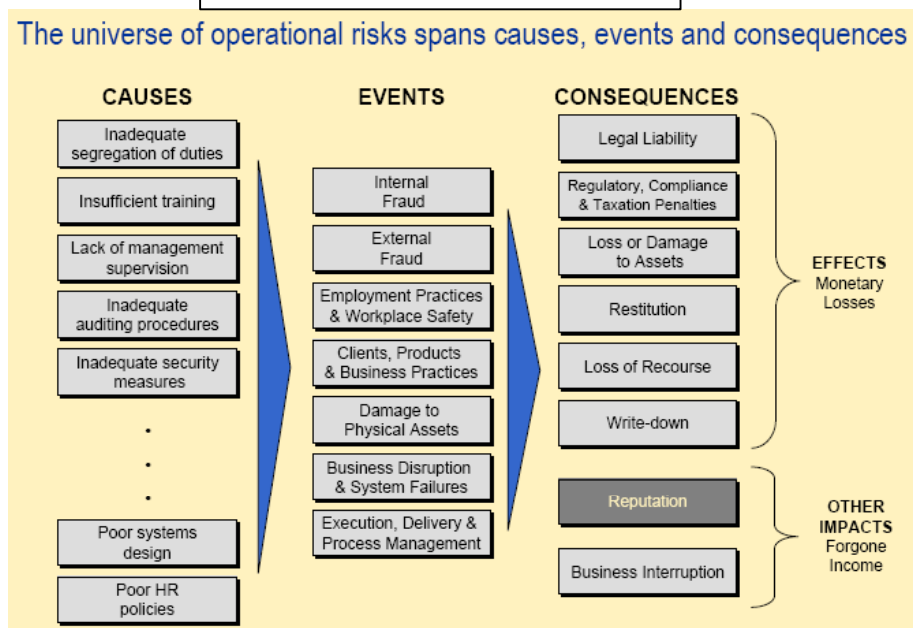 The universe of operational risks spans causes, events and consequences
CAUSES
Inadequate
segregation of duties
Insufficient training
Lack of management
supervision
Inadequate
auditing procedures
Inadequate security
measures
.
.
.
Poor systems
design
Poor HR
policies
EVENTS
Internal
Fraud
External
Fraud
Employment Practices
& Workplace Safety
Clients, Products
& Business Practices
Damage to
Physical Assets
Business Disruption
& System Failures
Execution, Delivery &
Process Management
CONSEQUENCES
Legal Liability
Regulatory, Compliance
& Taxation Penalties
Loss or Damage
to Assets
Restitution
Loss of Recourse
Write-down
Reputation
Business Interruption
EFFECTS
Monetary
Losses
OTHER
IMPACTS
Forgone
Income